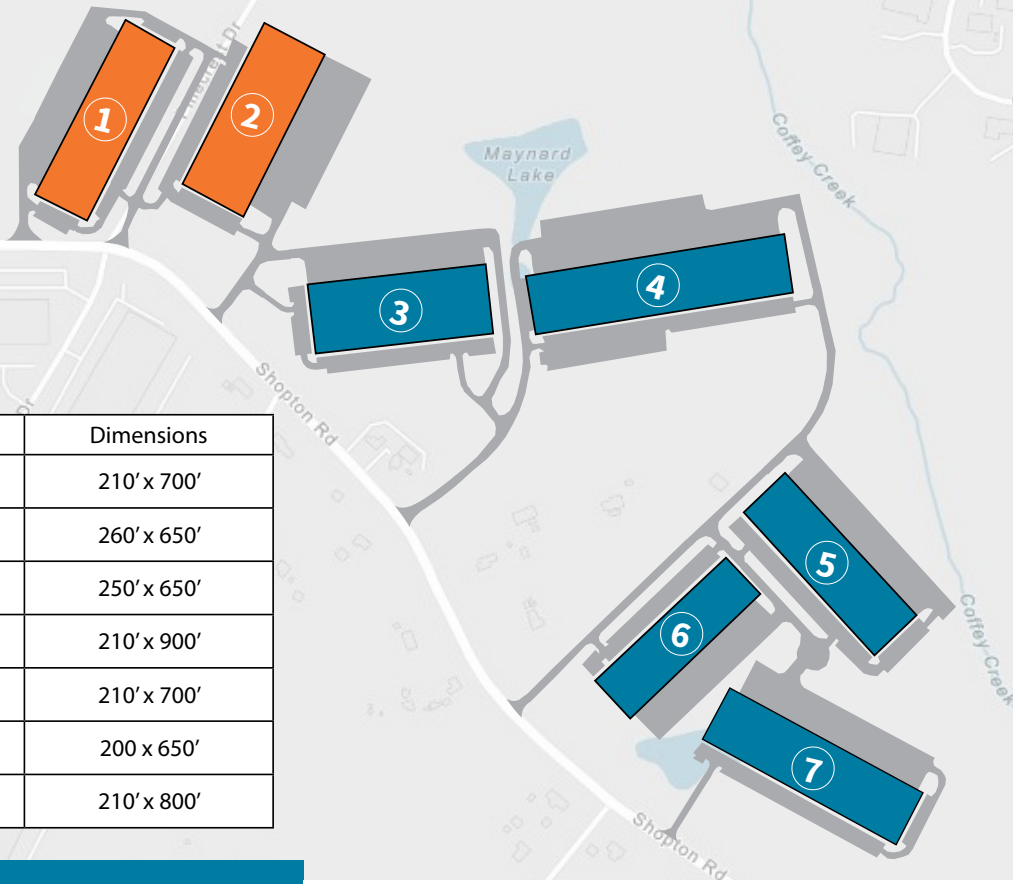 1
2
Maynard
Lake
Coffey Creek
3
4
Shopton Rd
Dr
Dimensions
210′ x 700′
260′ x 650′
250′ x 650′
210′ x 900′
210′ x 700′
200 x 650′
210′ x 800′
5
6
Coffey Creek
7
Shopton Rd